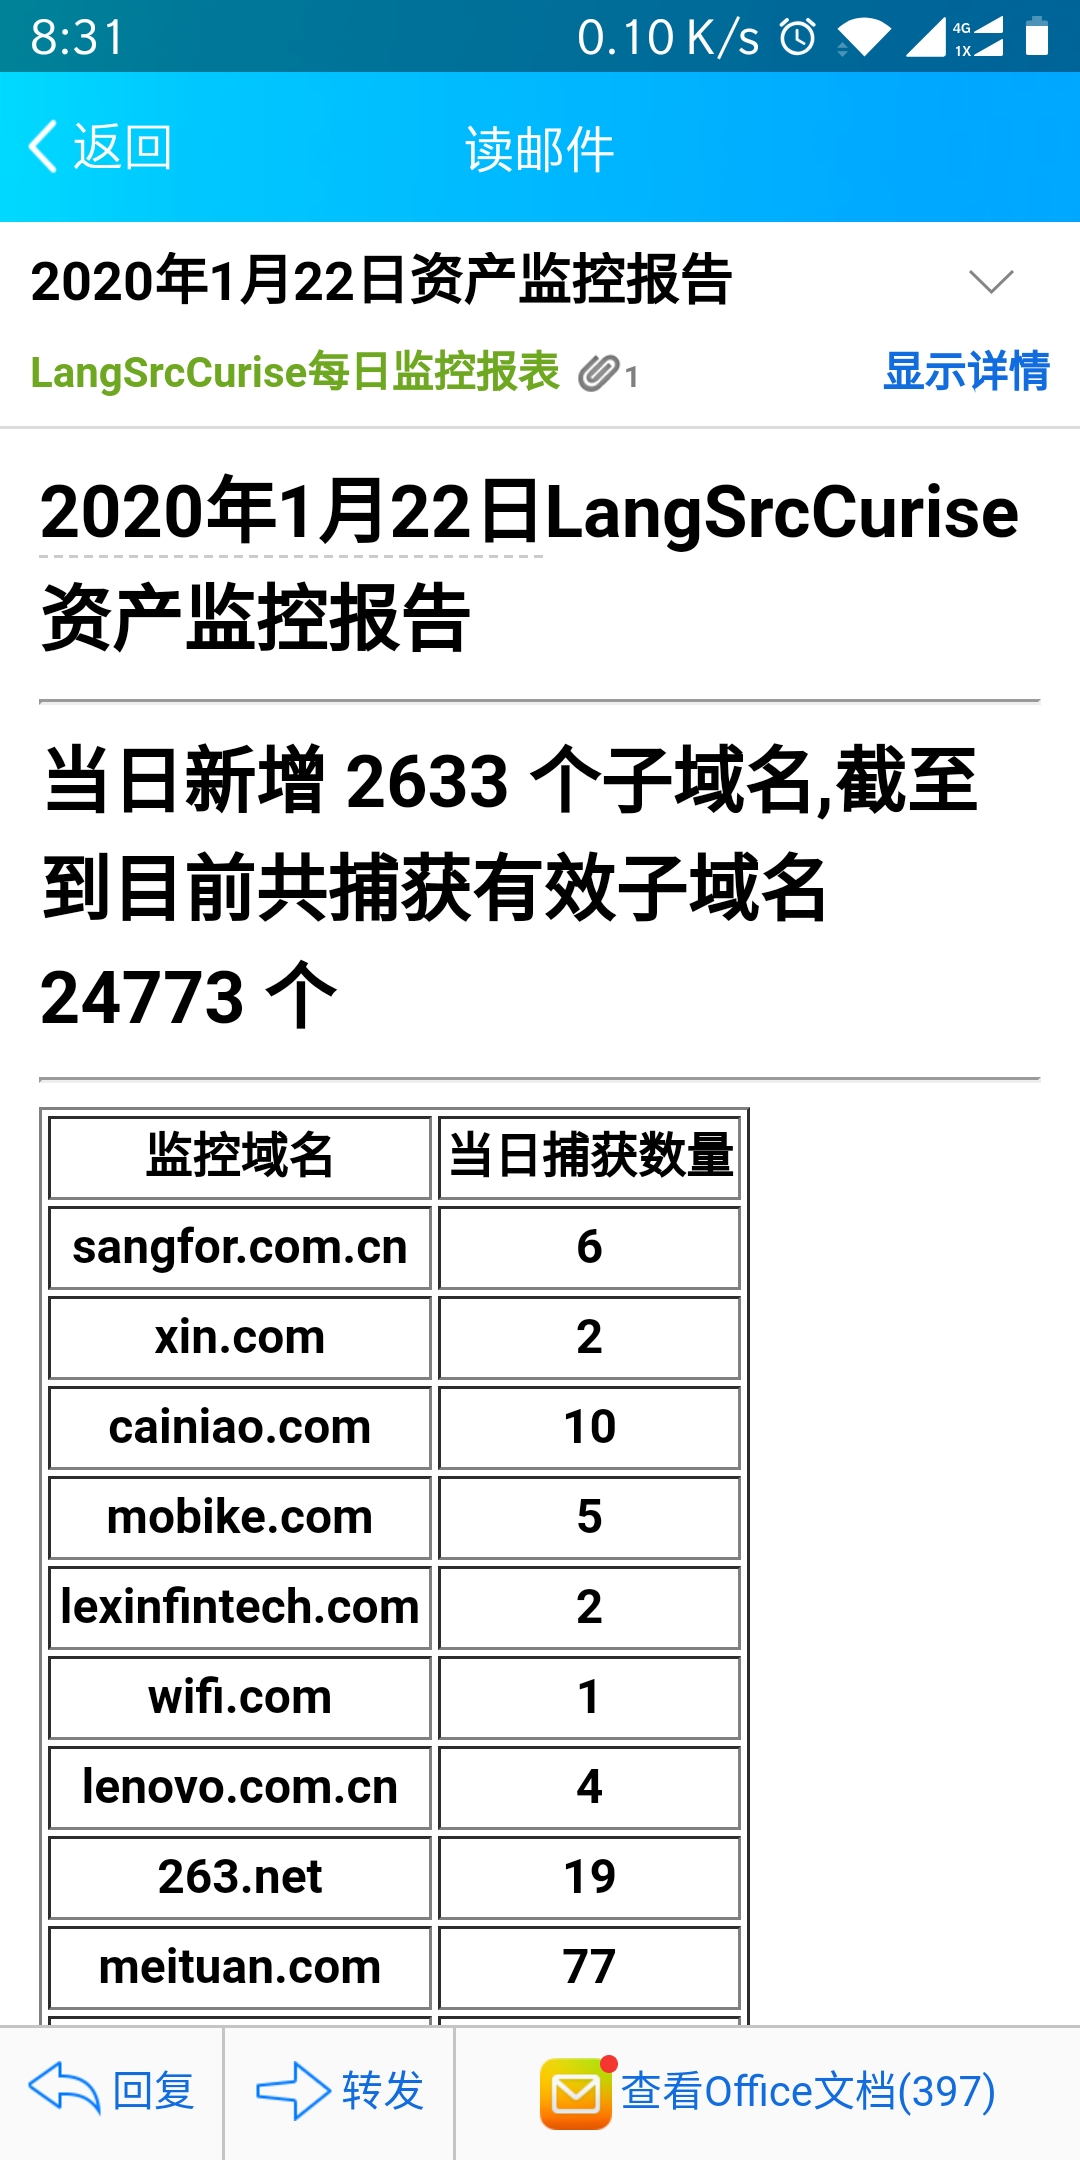 8:31 0.10 K/s 4G 1X
返回 读邮件
2020年1月22日资产监控报告
LangSrcCurise每日监控报表 1 显示详情
2020年1月22日LangSrcCurise
资产监控报告
当日新增 2633 个子域名,截至
到目前共捕获有效子域名
24773 个
监控域名 当日捕获数量
sangfor.com.cn 6
xin.com 2
cainiao.com 10
mobike.com 5
lexinfintech.com 2
wifi.com 1
lenovo.com.cn 4
263.net 19
meituan.com 77
回复 转发 查看Office文档(397)